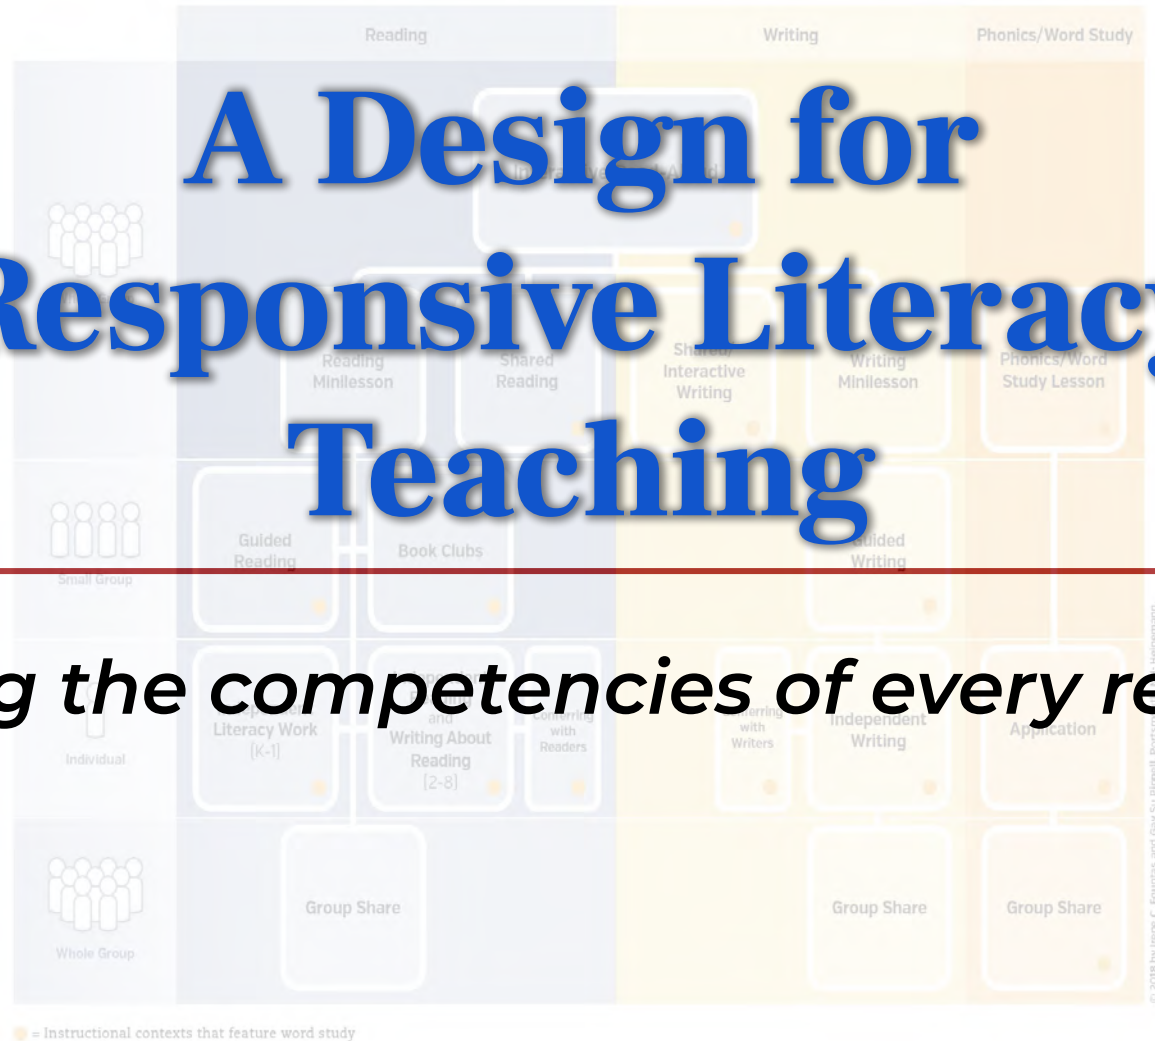 Reading Writing Phonics/Word Study
A Design for
Responsive Literacy
Teaching
Reading
Minilesson
Shared
Reading
Shared/
Interactive
Writing
Writing
Minilesson
Phonics/Word
Study Lesson
Small Group
Guided
Reading
Book Clubs
Guided
Writing
g the competencies of every re
Individual
Literacy Work
(K-1)
and
Writing About
Reading
(2-8)
Conferring
with
Readers
Conferring
with
Writers
Independent
Writing
Application
Whole Group
Group Share
Group Share
Group Share
= Instructional contexts that feature word study